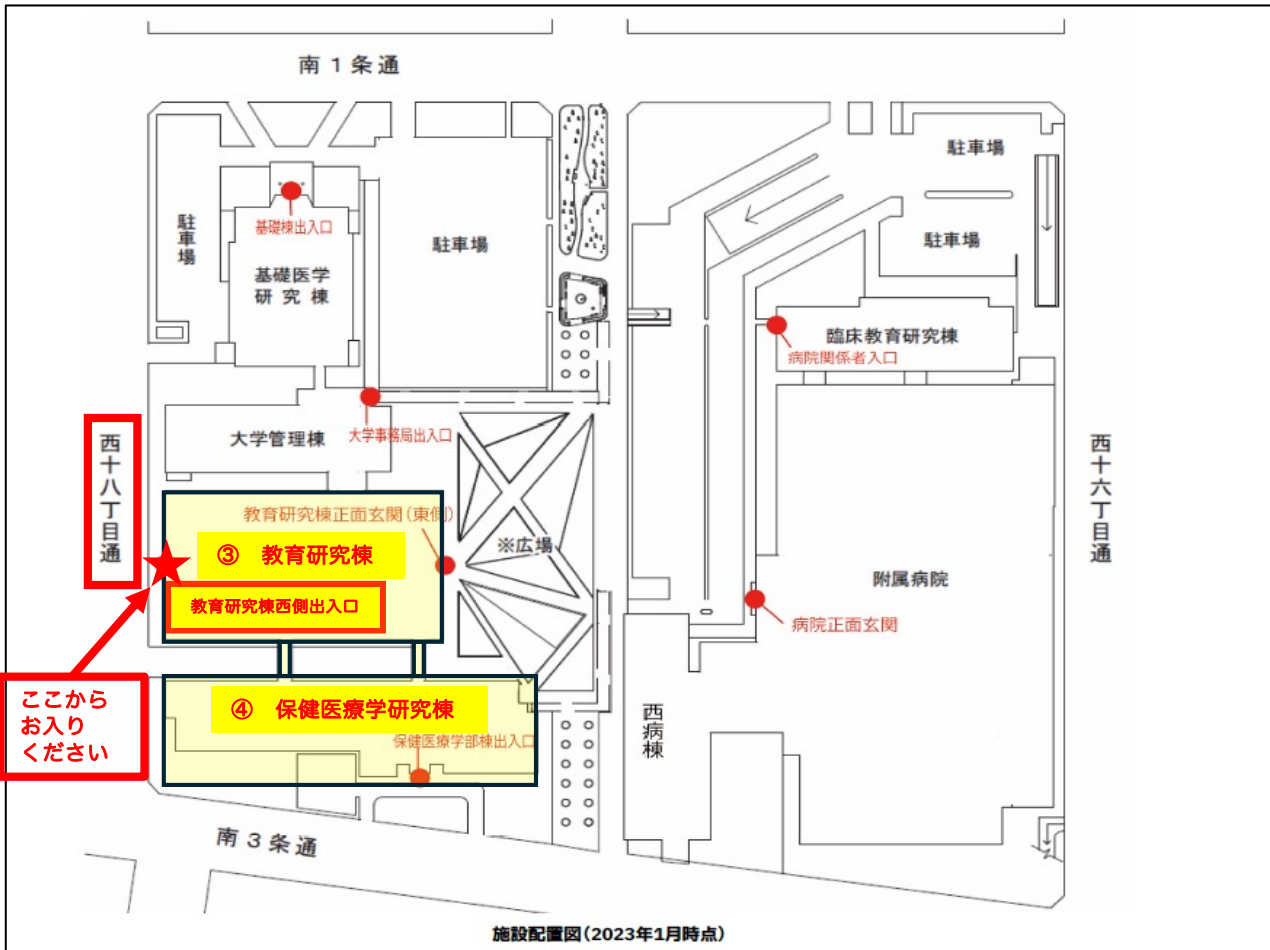 南１条通
駐車場
駐車場
基礎棟出入口
駐車場
基礎医学
研 究 棟
駐車場
臨床教育研究棟
病院関係者入口
大学管理棟
大学事務局出入口
西十八丁目通
西十六丁目通
教育研究棟正面玄関(東側)
③　教育研究棟
※広場
教育研究棟西側出入口
附属病院
病院正面玄関
ここから
お入り
ください
④　保健医療学研究棟
保健医療学部棟出入口
西病棟
南３条通
施設配置図(2023年1月時点)